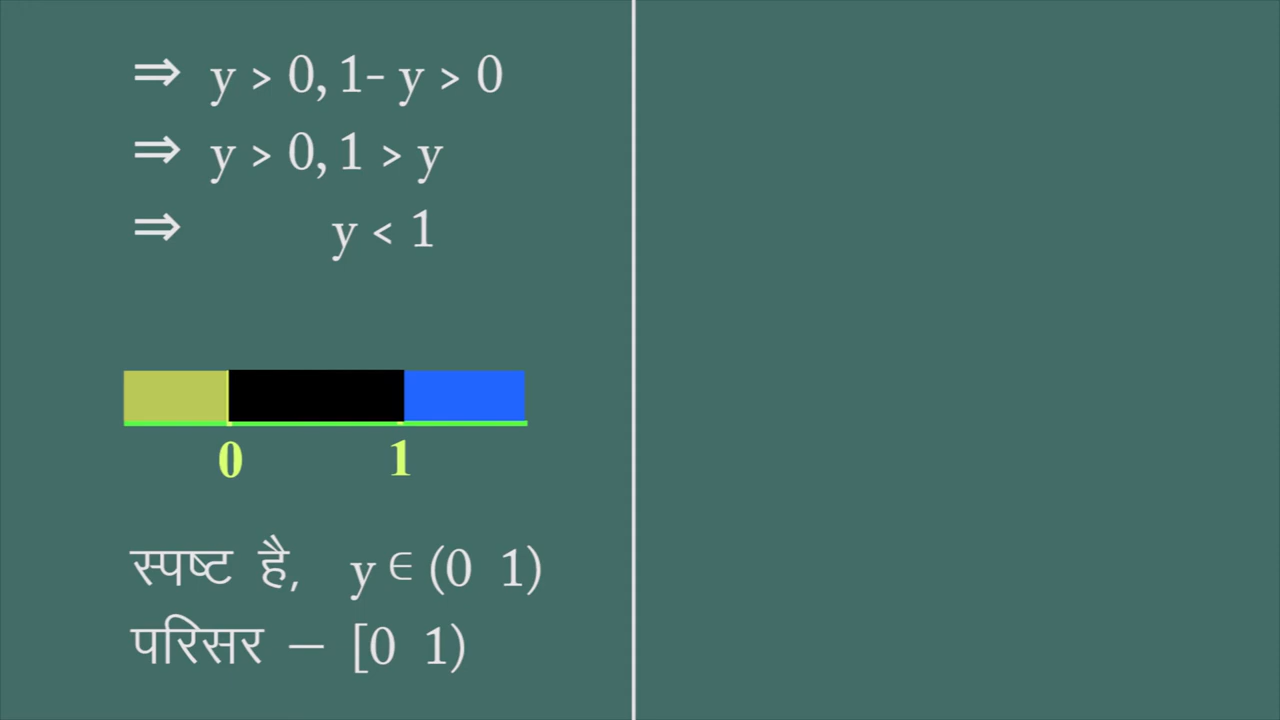 ⇒ y > 0, 1- y > 0
⇒ y > 0, 1 > y
⇒ y < 1
0 1
स्पष्ट है, y ∈ (0 1)
परिसर – [0 1)